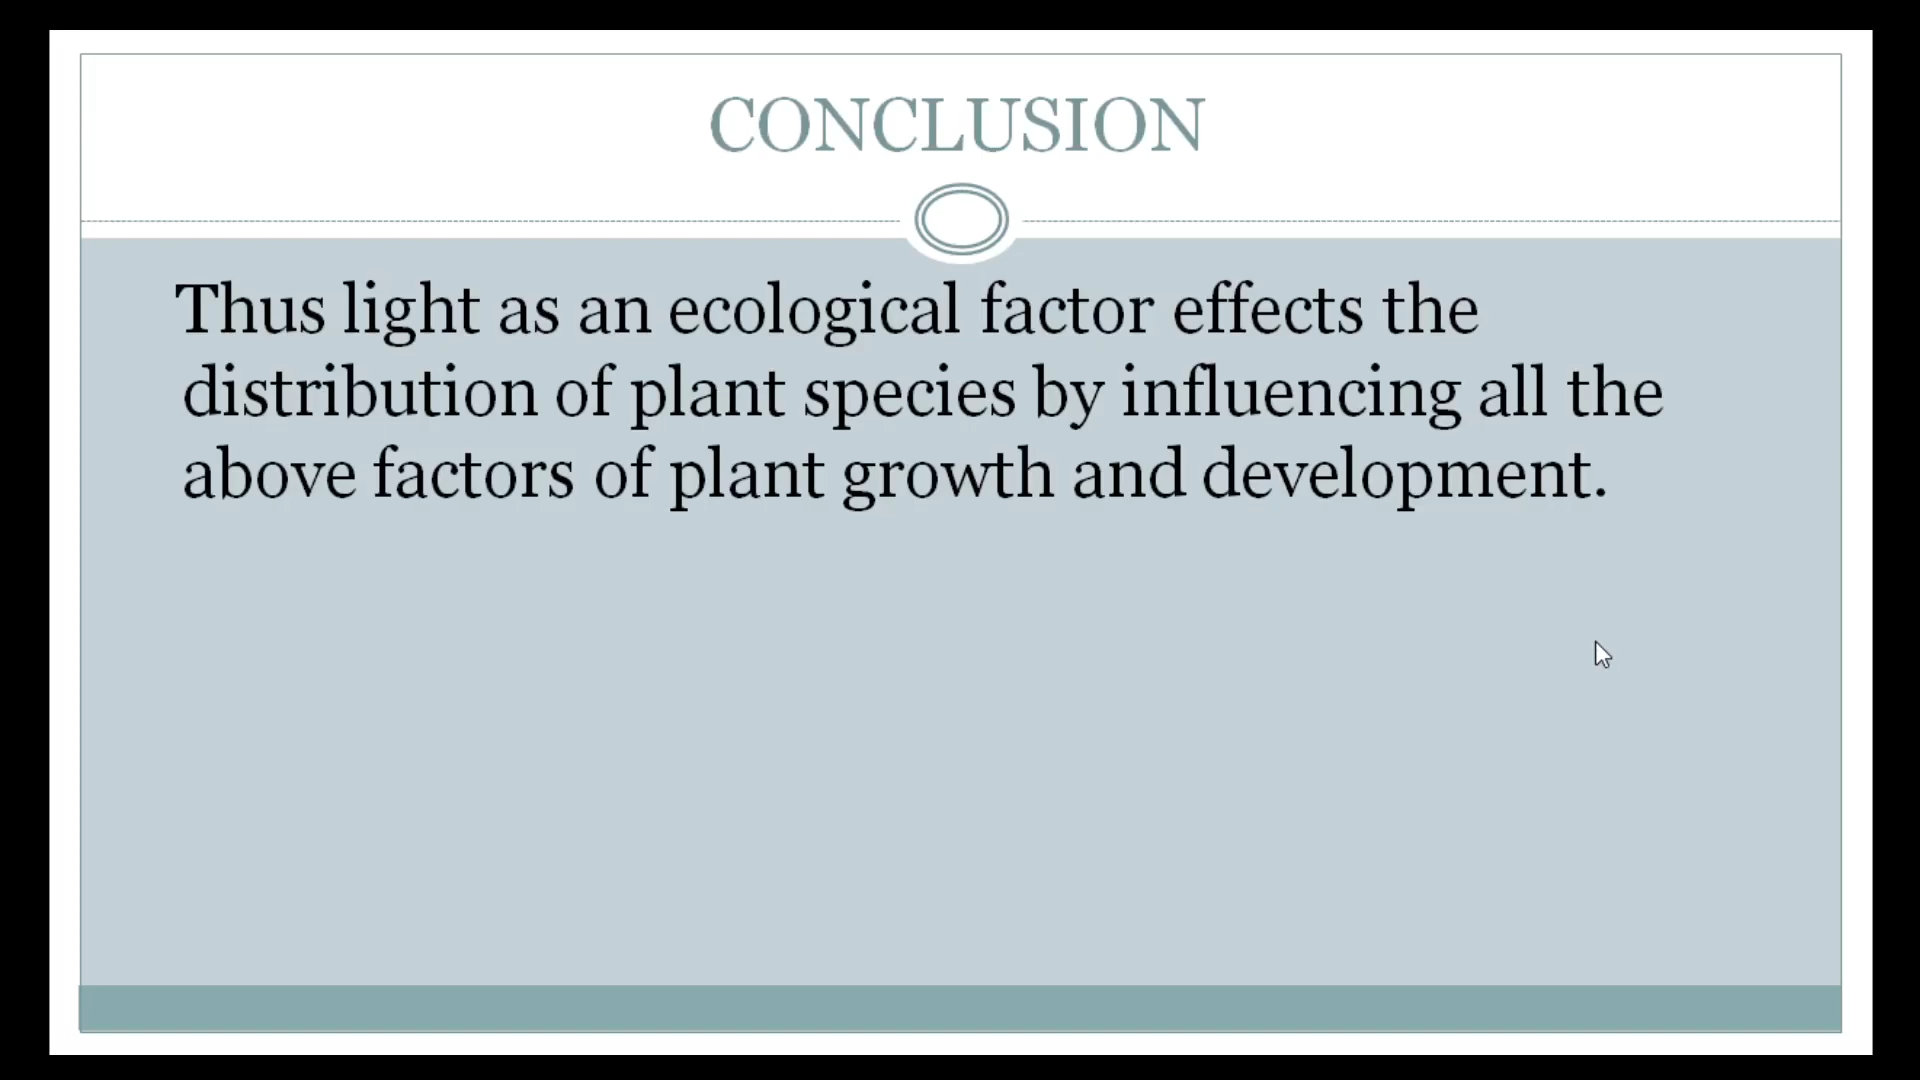 CONCLUSION
Thus light as an ecological factor effects the
distribution of plant species by influencing all the
above factors of plant growth and development.